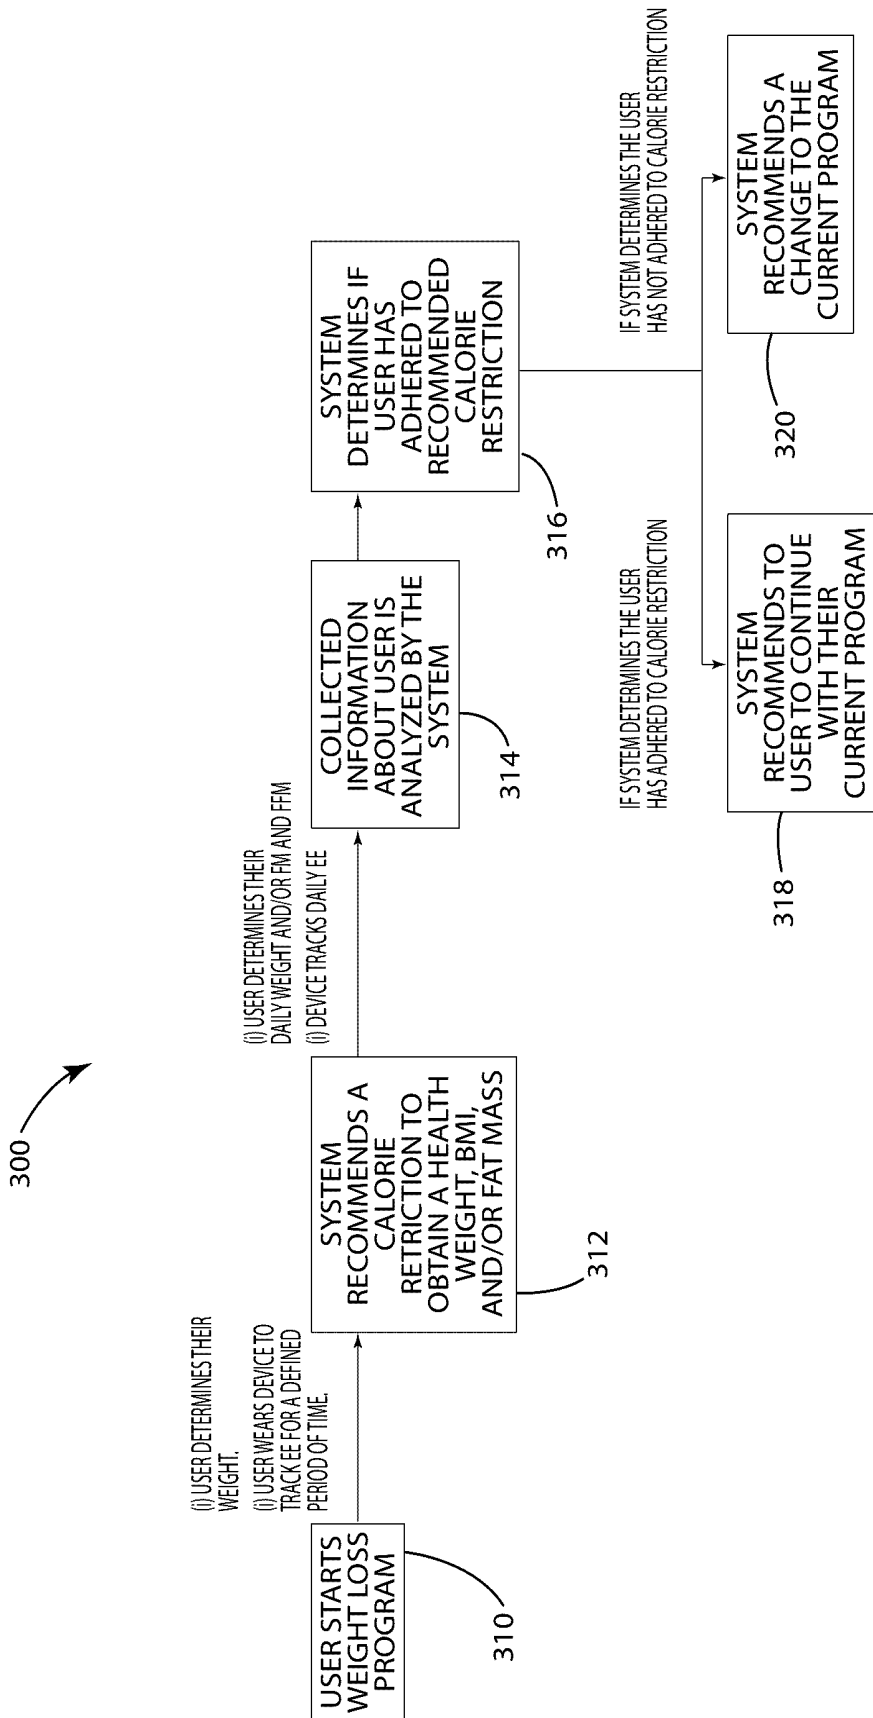 300
USER STARTS
WEIGHT LOSS
PROGRAM
310
(i) USER DETERMINES THEIR
WEIGHT.
(i) USER WEARS DEVICE TO
TRACK EE FOR A DEFINED
PERIOD OF TIME.
SYSTEM
RECOMMENDS A
CALORIE
RETRICTION TO
OBTAIN A HEALTH
WEIGHT, BMI,
AND/OR FAT MASS
312
(i) USER DETERMINES THEIR
DAILY WEIGHT AND/OR FM AND FFM
(i) DEVICE TRACKS DAILY EE
COLLECTED
INFORMATION
ABOUT USER IS
ANALYZED BY THE
SYSTEM
314
SYSTEM
DETERMINES IF
USER HAS
ADHERED TO
RECOMMENDED
CALORIE
RESTRICTION
316
IF SYSTEM DETERMINES THE USER
HAS ADHERED TO CALORIE RESTRICTION
SYSTEM
RECOMMENDS TO
USER TO CONTINUE
WITH THEIR
CURRENT PROGRAM
318
IF SYSTEM DETERMINES THE USER
HAS NOT ADHERED TO CALORIE RESTRICTION
SYSTEM
RECOMMENDS A
CHANGE TO THE
CURRENT PROGRAM
320